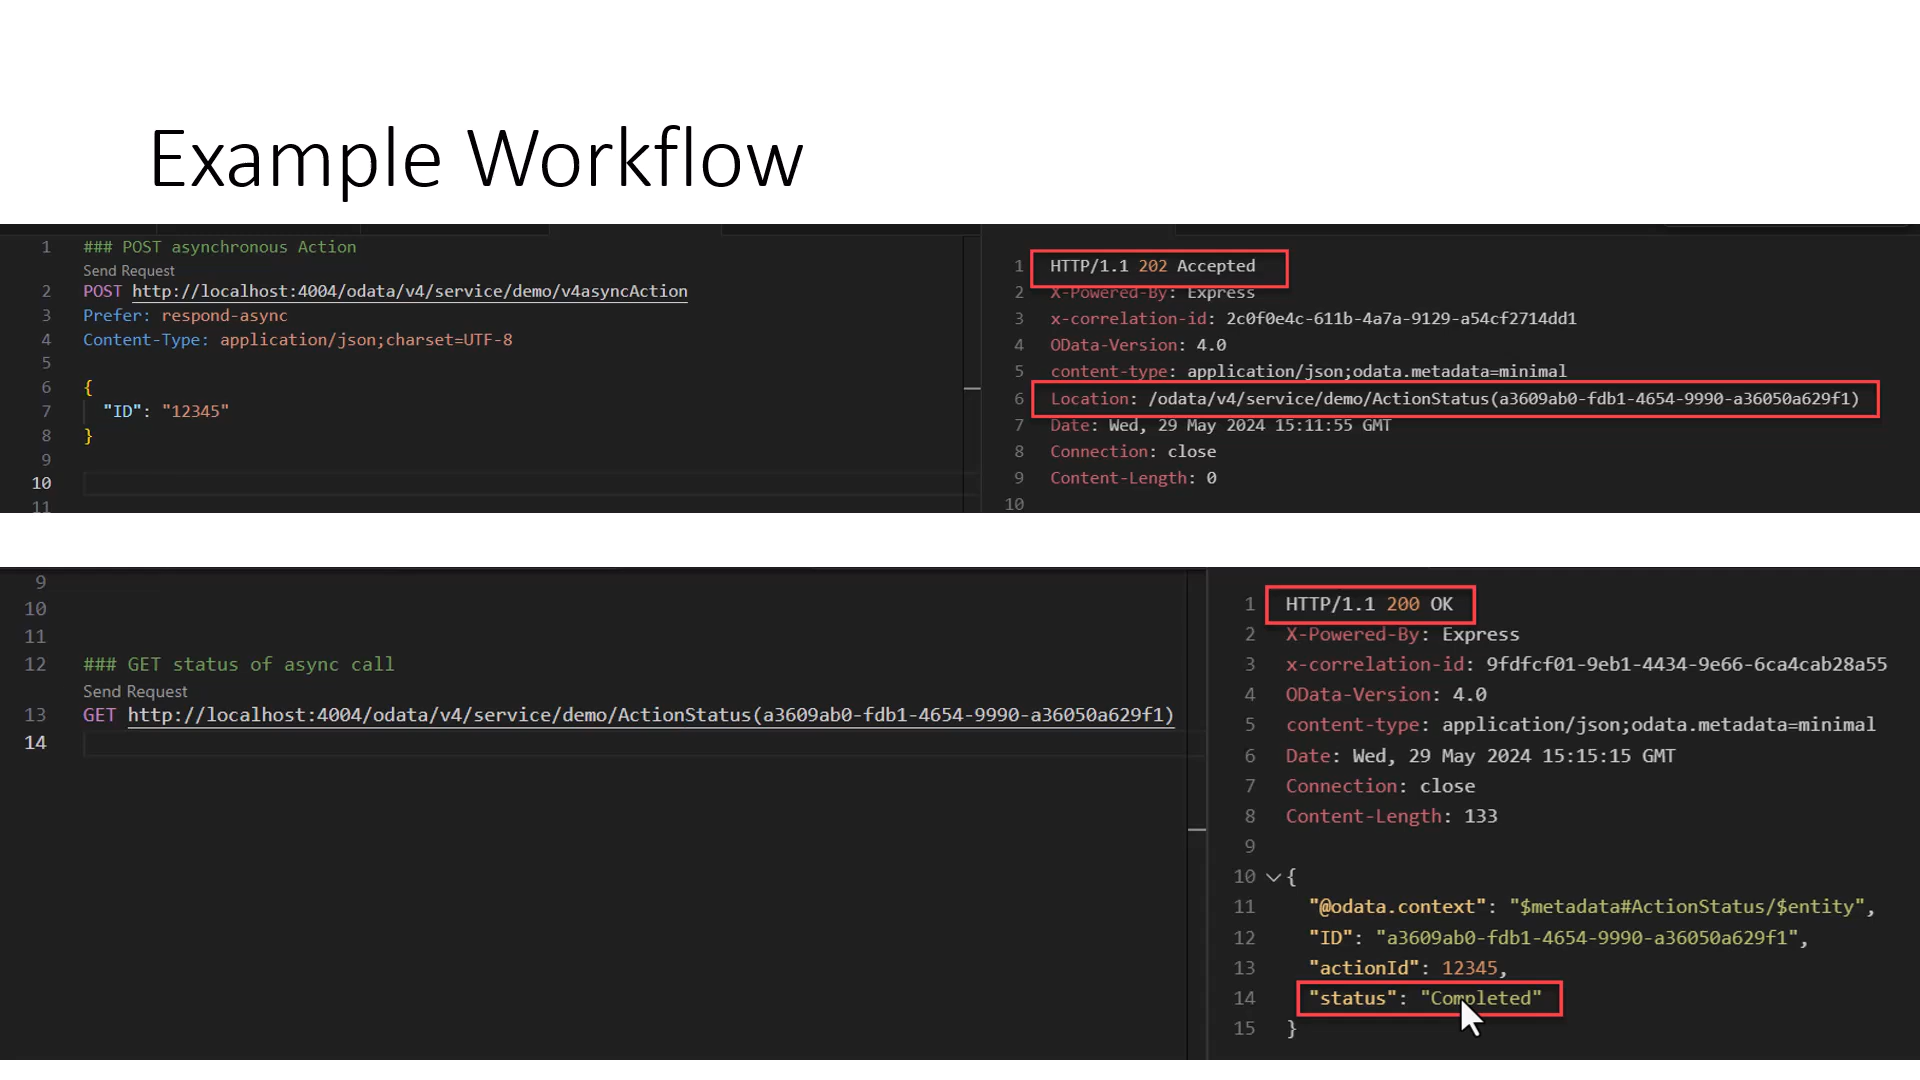 Example Workflow
1 ### POST asynchronous Action
Send Request
2 POST http://localhost:4004/odata/v4/service/demo/v4asyncAction
3 Prefer: respond-async
4 Content-Type: application/json;charset=UTF-8
5
6 {
7 "ID": "12345"
8 }
9
10
11
1 HTTP/1.1 202 Accepted
2 X-Powered-By: Express
3 x-correlation-id: 2c0f0e4c-611b-4a7a-9129-a54cf2714dd1
4 OData-Version: 4.0
5 content-type: application/json;odata.metadata=minimal
6 Location: /odata/v4/service/demo/ActionStatus(a3609ab0-fdb1-4654-9990-a36050a629f1)
7 Date: Wed, 29 May 2024 15:11:55 GMT
8 Connection: close
9 Content-Length: 0
10
9
10
11
12 ### GET status of async call
Send Request
13 GET http://localhost:4004/odata/v4/service/demo/ActionStatus(a3609ab0-fdb1-4654-9990-a36050a629f1)
14
1 HTTP/1.1 200 OK
2 X-Powered-By: Express
3 x-correlation-id: 9fdfcf01-9eb1-4434-9e66-6ca4cab28a55
4 OData-Version: 4.0
5 content-type: application/json;odata.metadata=minimal
6 Date: Wed, 29 May 2024 15:15:15 GMT
7 Connection: close
8 Content-Length: 133
9
10 {
11 "@odata.context": "$metadata#ActionStatus/$entity",
12 "ID": "a3609ab0-fdb1-4654-9990-a36050a629f1",
13 "actionId": 12345,
14 "status": "Completed"
15 }